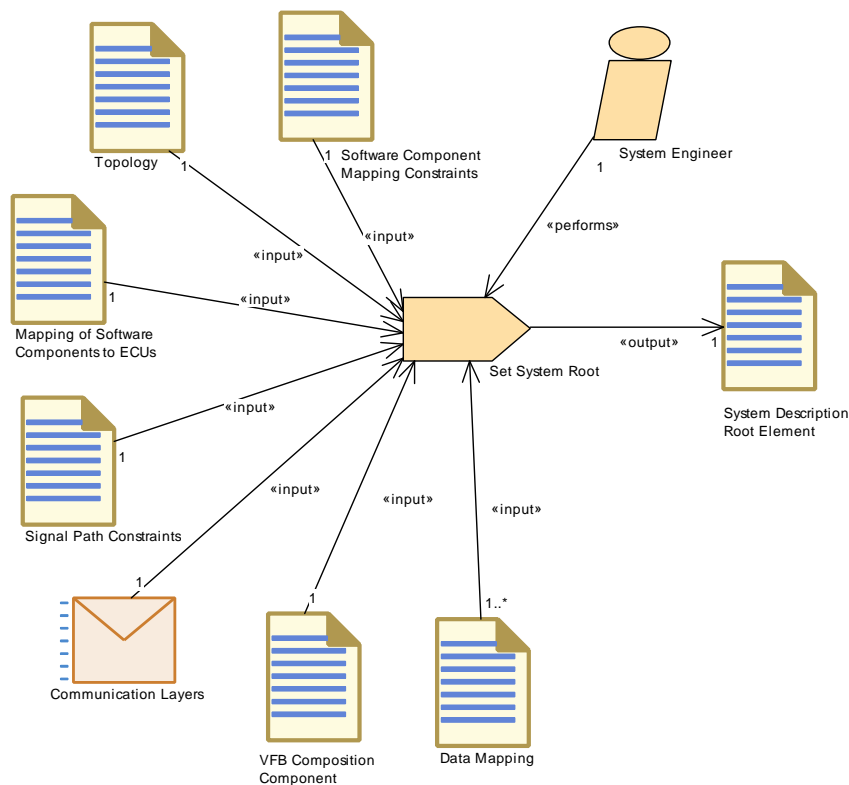 Topology
1
1
Software Component
Mapping Constraints
System Engineer
1
«performs»
«input»
«input»
Mapping of Software
Components to ECUs
1
«input»
«output»
1
Set System Root
System Description
Root Element
«input»
1
Signal Path Constraints
«input»
«input»
«input»
1
Communication Layers
1
VFB Composition
Component
1..*
Data Mapping